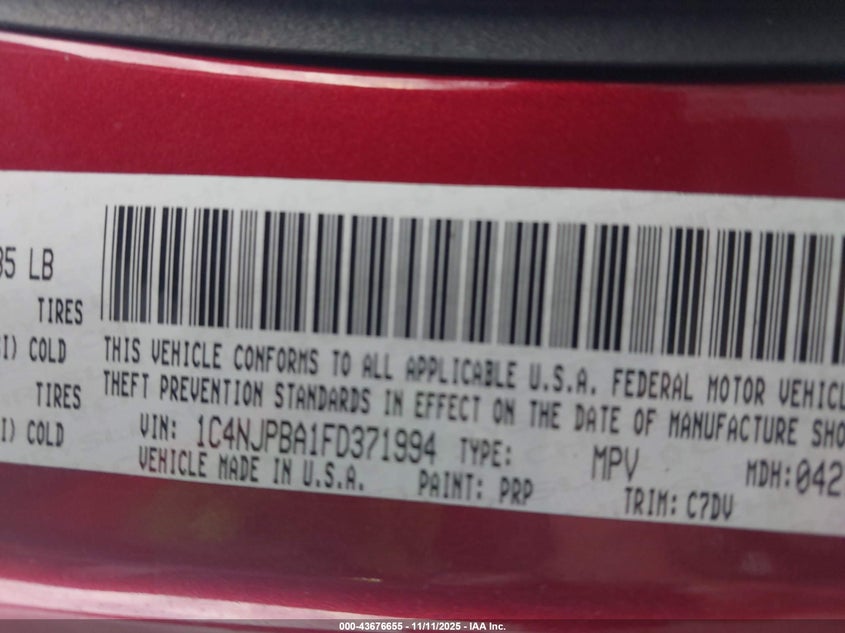 35 LB
TIRES
I) COLD
TIRES
I) COLD
THIS VEHICLE CONFORMS TO ALL APPLICABLE U.S.A. FEDERAL MOTOR VEHICL
THEFT PREVENTION STANDARDS IN EFFECT ON THE DATE OF MANUFACTURE SHO
VIN: 1C4NJPBA1FD371994 TYPE: MPV MDH:042
VEHICLE MADE IN U.S.A. PAINT: PRP TRIM: C7DV
000-43676655 - 11/11/2025 - IAA Inc.